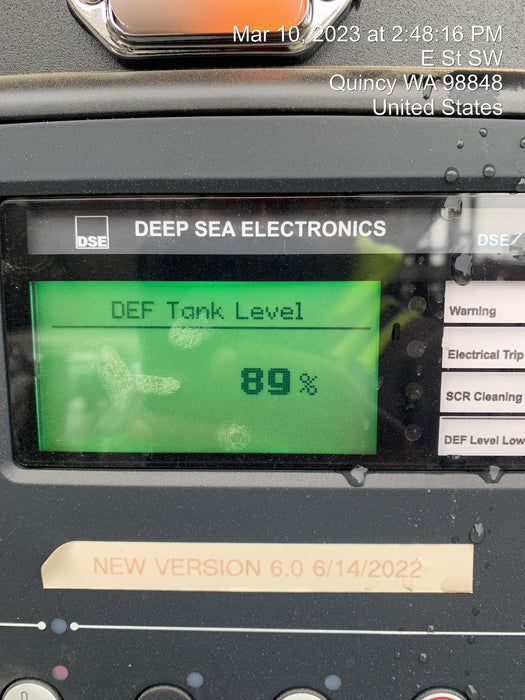 Mar 10, 2023 at 2:48:16 PM
E St SW
Quincy WA 98848
United States
DSE
DEEP SEA ELECTRONICS
DSE7
DEF Tank Level
89 %
Warning
Electrical Trip
SCR Cleaning
DEF Level Low
NEW VERSION 6.0 6/14/2022